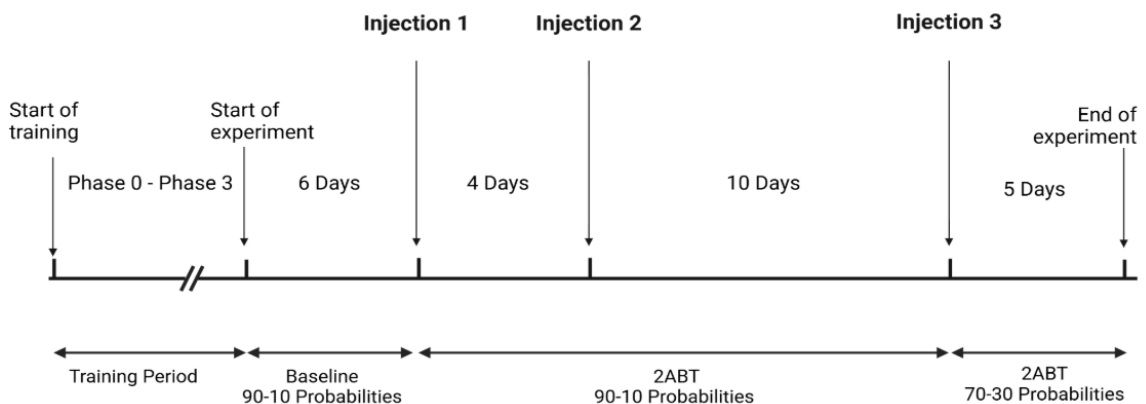 Injection 1
Injection 2
Injection 3
Start of
training
Start of
experiment
End of
experiment
Phase 0 - Phase 3
6 Days
4 Days
10 Days
5 Days
Training Period
Baseline
90-10 Probabilities
2ABT
90-10 Probabilities
2ABT
70-30 Probabilities